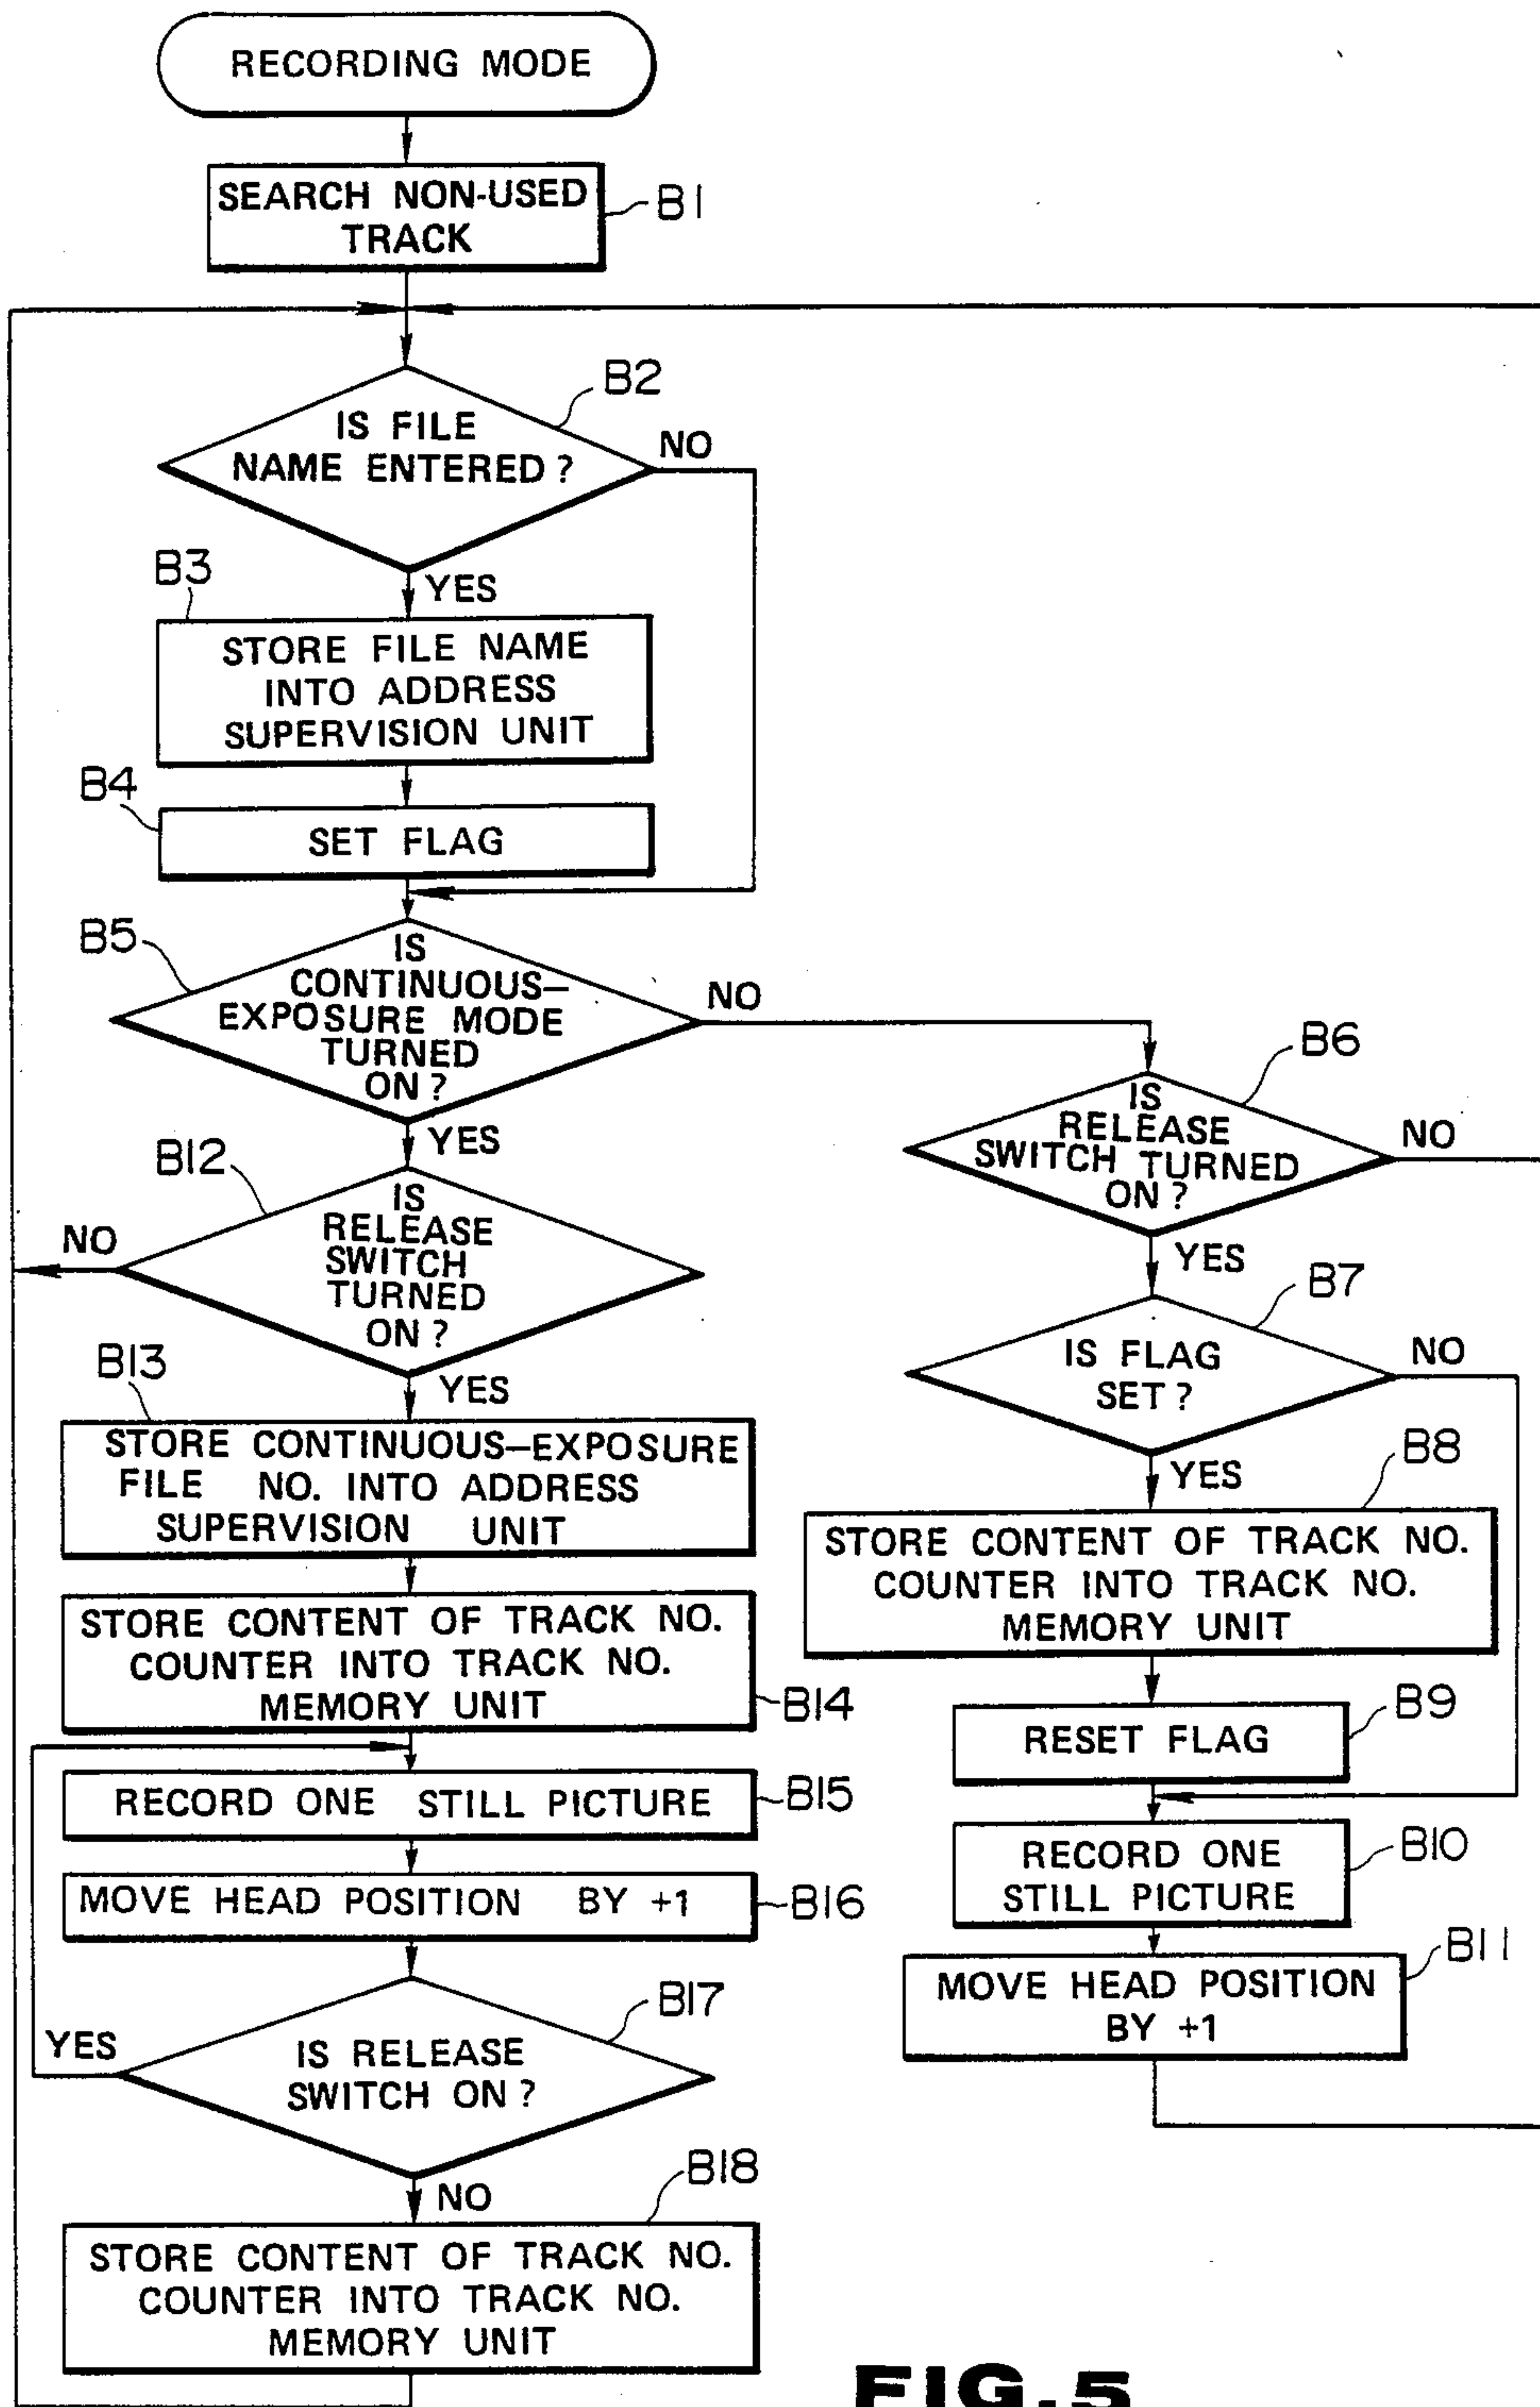 RECORDING MODE
SEARCH NON-USED
TRACK
B1
B2
IS FILE
NAME ENTERED?
NO
YES
B3
STORE FILE NAME
INTO ADDRESS
SUPERVISION UNIT
B4
SET FLAG
B5
IS
CONTINUOUS-
EXPOSURE MODE
TURNED
ON?
NO
YES
B12
IS
RELEASE
SWITCH
TURNED
ON?
NO
YES
B13
STORE CONTINUOUS-EXPOSURE
FILE NO. INTO ADDRESS
SUPERVISION UNIT
STORE CONTENT OF TRACK NO.
COUNTER INTO TRACK NO.
MEMORY UNIT
B14
RECORD ONE STILL PICTURE
B15
MOVE HEAD POSITION BY +1
B16
B17
IS RELEASE
SWITCH ON?
YES
NO
B18
STORE CONTENT OF TRACK NO.
COUNTER INTO TRACK NO.
MEMORY UNIT
B6
IS
RELEASE
SWITCH TURNED
ON?
NO
YES
B7
IS FLAG
SET?
NO
YES
B8
STORE CONTENT OF TRACK NO.
COUNTER INTO TRACK NO.
MEMORY UNIT
B9
RESET FLAG
B10
RECORD ONE
STILL PICTURE
B11
MOVE HEAD POSITION
BY +1
FIG.5